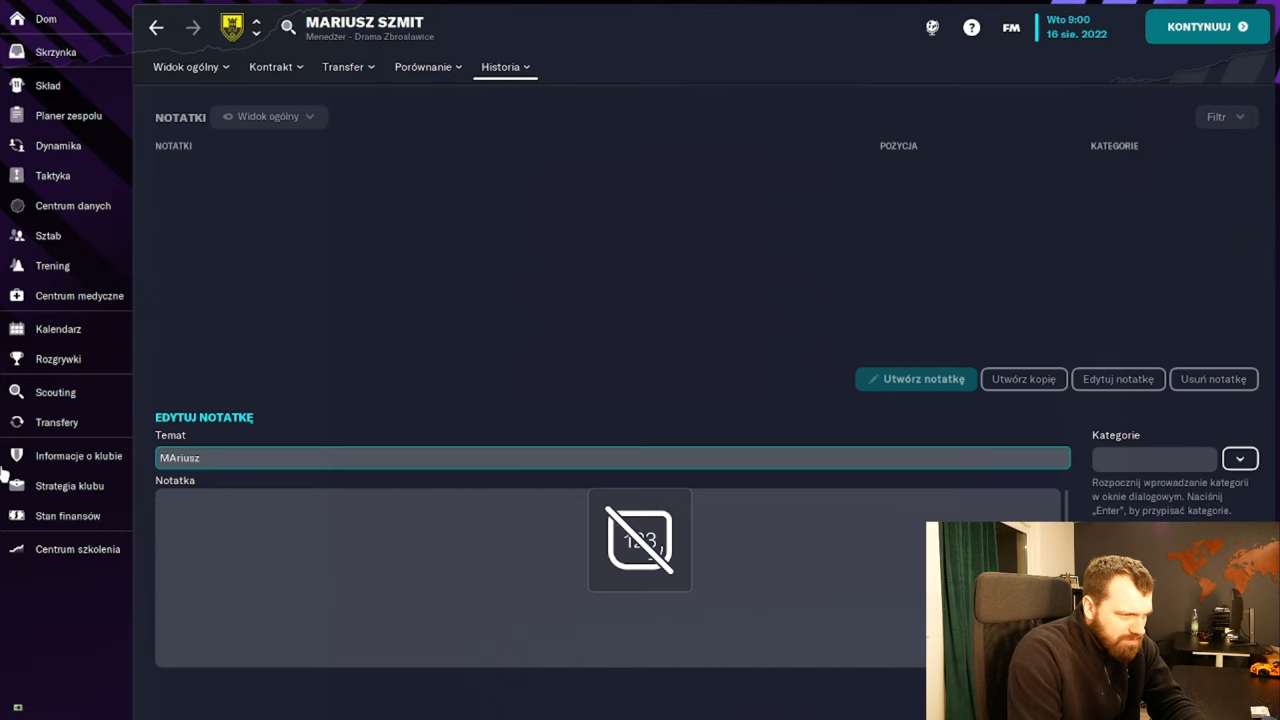 Dom
Skrzynka
Skład
Planer zespołu
Dynamika
Taktyka
Centrum danych
Sztab
Trening
Centrum medyczne
Kalendarz
Rozgrywki
Scouting
Transfery
Informacje o klubie
Strategia klubu
Stan finansów
Centrum szkolenia
MARIUSZ SZMIT
Menedżer - Drama Zbrosławice
?
FM
Wto 9:00
16 sie. 2022
KONTYNUUJ
Widok ogólny
Kontrakt
Transfer
Porównanie
Historia
NOTATKI
Widok ogólny
Filtr
NOTATKI
POZYCJA
KATEGORIE
Utwórz notatkę
Utwórz kopię
Edytuj notatkę
Usuń notatkę
EDYTUJ NOTATKĘ
Temat
MAriusz
Notatka
123
Kategorie
Rozpocznij wprowadzanie kategorii
w oknie dialogowym. Naciśnij
„Enter”, by przypisać kategorie.